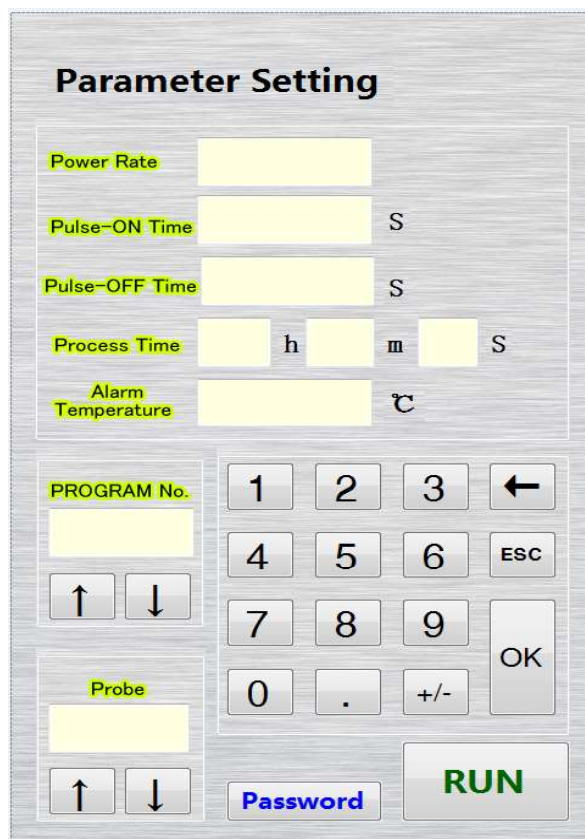 Parameter Setting
Power Rate
Pulse-ON Time S
Pulse-OFF Time S
Process Time h m S
Alarm
Temperature ℃
PROGRAM No.
↑ ↓
Probe
↑ ↓
1 2 3 ←
4 5 6 ESC
7 8 9
OK
0 . +/-
Password
RUN